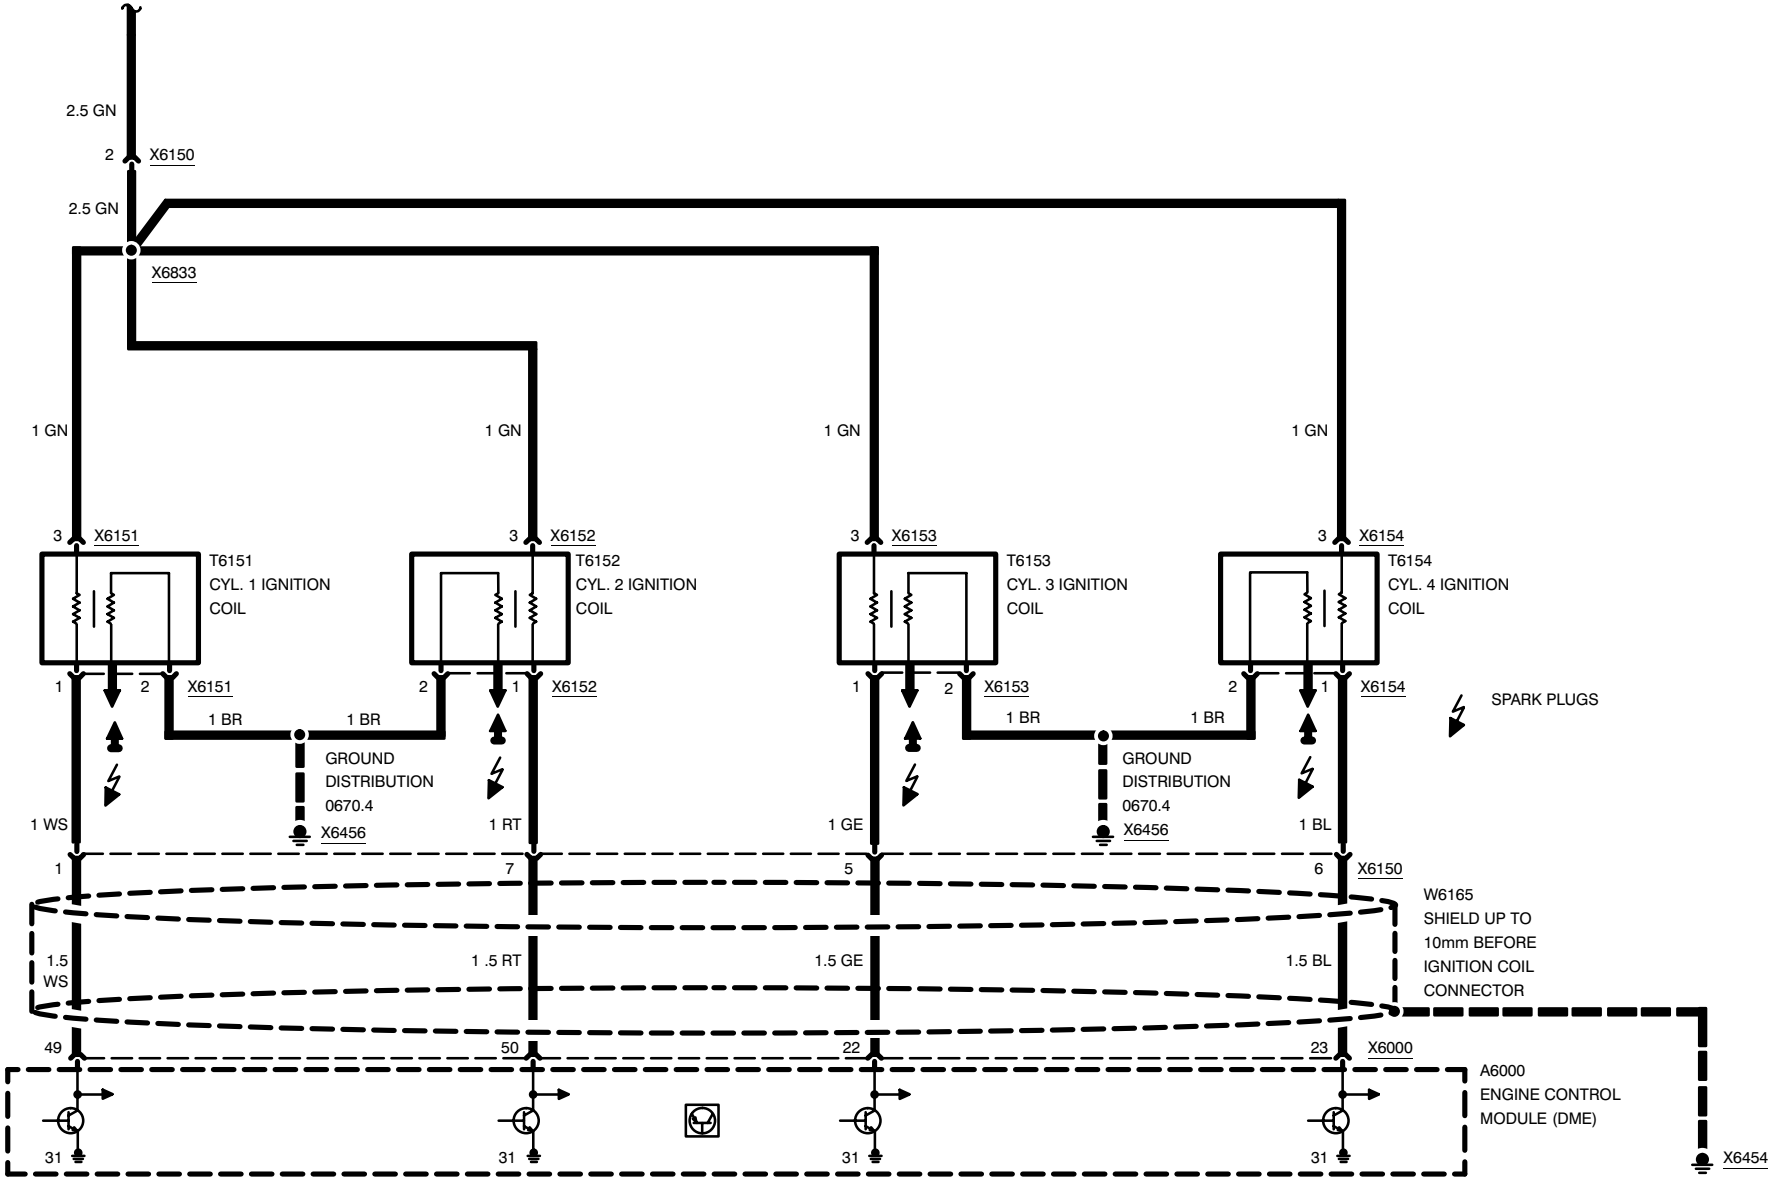 2.5 GN
2 X6150
2.5 GN
X6833
1 GN 1 GN 1 GN 1 GN
3 X6151 3 X6152 3 X6153 3 X6154
T6151
CYL. 1 IGNITION
COIL
T6152
CYL. 2 IGNITION
COIL
T6153
CYL. 3 IGNITION
COIL
T6154
CYL. 4 IGNITION
COIL
1 2 X6151 2 1 X6152 1 2 X6153 2 1 X6154
SPARK PLUGS
1 BR 1 BR 1 BR 1 BR
GROUND
DISTRIBUTION
0670.4
X6456
GROUND
DISTRIBUTION
0670.4
X6456
1 WS 1 RT 1 GE 1 BL
1 7 5 6 X6150
W6165
SHIELD UP TO
10mm BEFORE
IGNITION COIL
CONNECTOR
1.5
WS
1 .5 RT 1.5 GE 1.5 BL
49 50 22 23 X6000
A6000
ENGINE CONTROL
MODULE (DME)
31 31 31 31 X6454